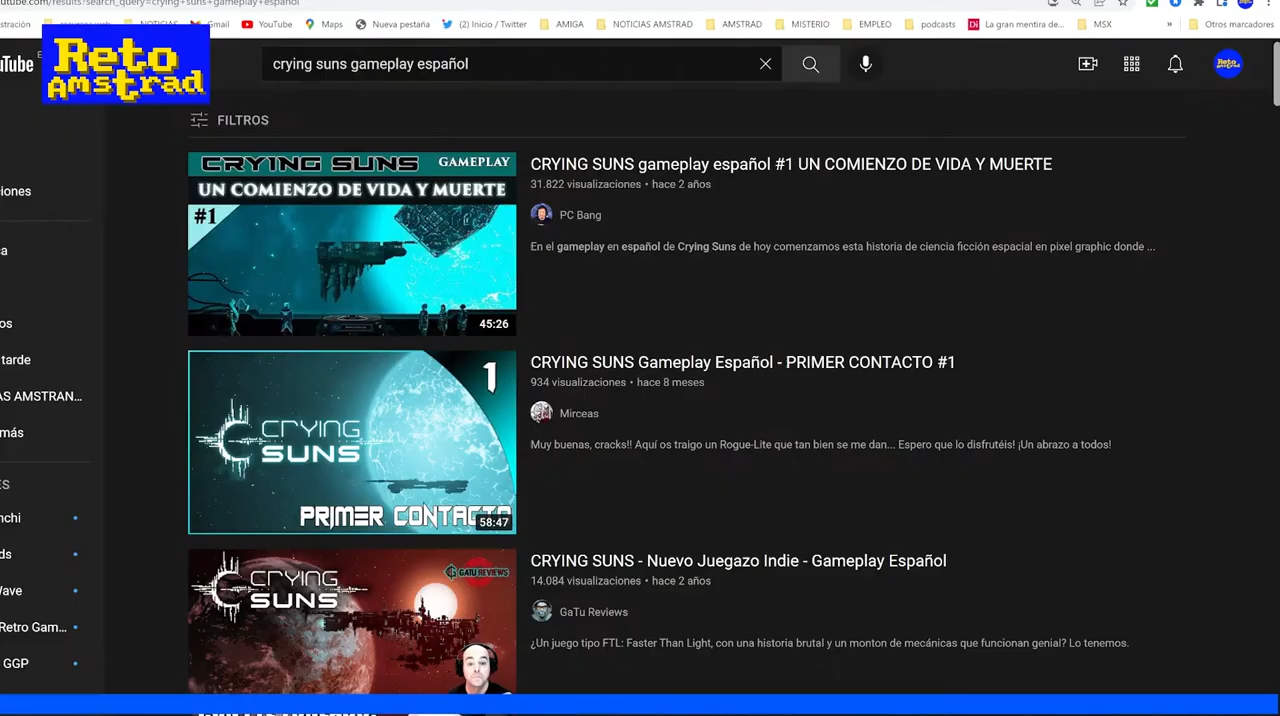 utube.com/results?search_query=crying+suns+gameplay+español
stración
NOTICIAS
Gmail
YouTube
Maps
Nueva pestaña
(2) Inicio / Twitter
AMIGA
NOTICIAS AMSTRAD
AMSTRAD
MISTERIO
EMPLEO
podcasts
La gran mentira de...
MSX
»
Otros marcadores
Reto
Amstrad
uTube
crying suns gameplay español
FILTROS
CRYING SUNS GAMEPLAY
UN COMIENZO DE VIDA Y MUERTE
#1
45:26
CRYING SUNS gameplay español #1 UN COMIENZO DE VIDA Y MUERTE
31.822 visualizaciones • hace 2 años
PC Bang
En el gameplay en español de Crying Suns de hoy comenzamos esta historia de ciencia ficción espacial en pixel graphic donde ...
1
CRYING
SUNS
PRIMER CONTACTO
58:47
CRYING SUNS Gameplay Español - PRIMER CONTACTO #1
934 visualizaciones • hace 8 meses
Mirceas
Muy buenas, cracks!! Aquí os traigo un Rogue-Lite que tan bien se me dan... Espero que lo disfrutéis! ¡Un abrazo a todos!
CRYING
SUNS
GATU REVIEWS
CRYING SUNS - Nuevo Juegazo Indie - Gameplay Español
14.084 visualizaciones • hace 2 años
GaTu Reviews
¿Un juego tipo FTL: Faster Than Light, con una historia brutal y un monton de mecánicas que funcionan genial? Lo tenemos.
iones
ca
os
tarde
AS AMSTRAN...
más
ES
nchi
ds
Wave
Retro Gam...
GGP